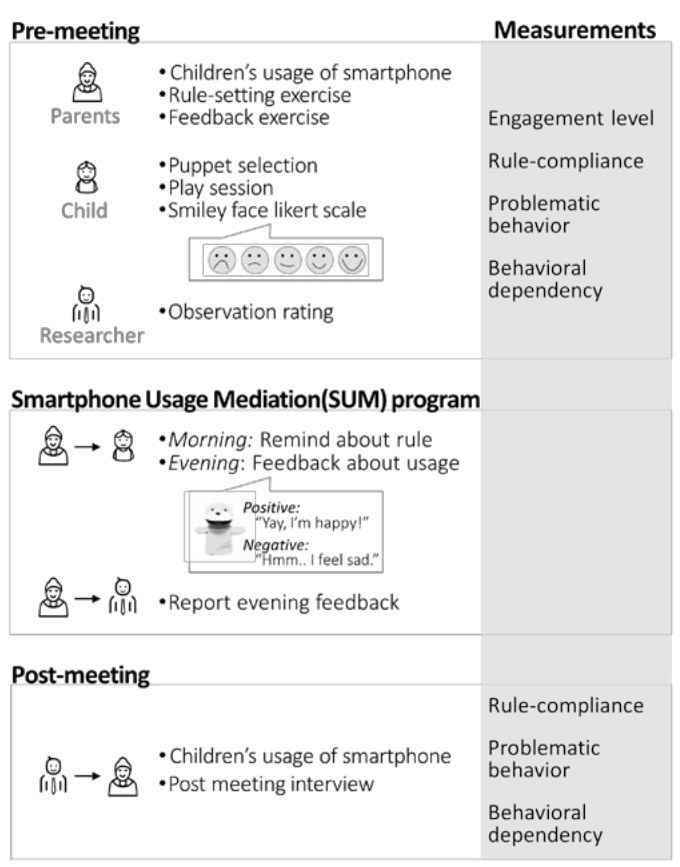 Pre-meeting
Measurements
Parents
•Children's usage of smartphone
•Rule-setting exercise
•Feedback exercise
Child
•Puppet selection
•Play session
•Smiley face likert scale
Researcher
•Observation rating
Engagement level
Rule-compliance
Problematic
behavior
Behavioral
dependency
Smartphone Usage Mediation(SUM) program
•Morning: Remind about rule
•Evening: Feedback about usage
Positive:
"Yay, I'm happy!"
Negative:
"Hmm.. I feel sad."
•Report evening feedback
Post-meeting
•Children's usage of smartphone
•Post meeting interview
Rule-compliance
Problematic
behavior
Behavioral
dependency